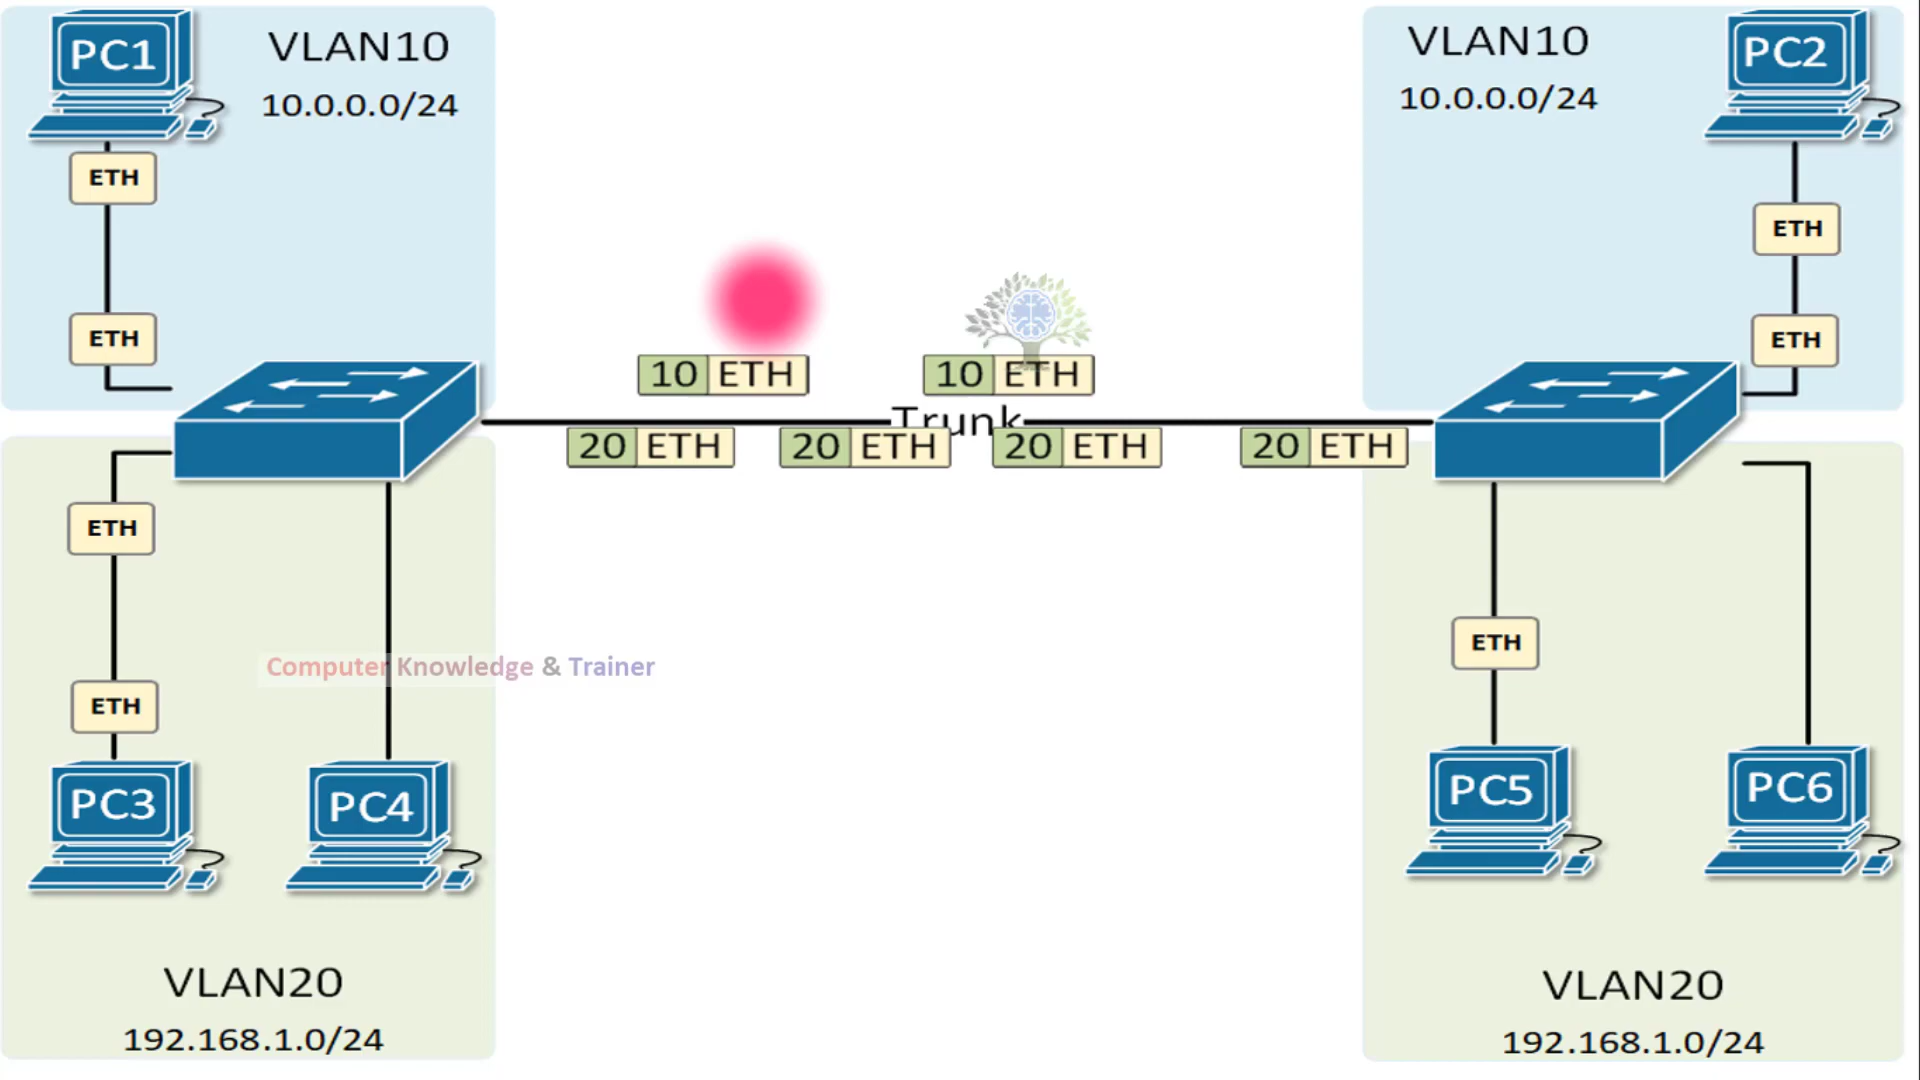 PC1
VLAN10
10.0.0.0/24
ETH
ETH
VLAN10
10.0.0.0/24
PC2
ETH
ETH
10 ETH
10 ETH
Trunk
20 ETH
20 ETH
20 ETH
20 ETH
ETH
ETH
Computer Knowledge & Trainer
ETH
PC3
PC4
PC5
PC6
VLAN20
192.168.1.0/24
VLAN20
192.168.1.0/24